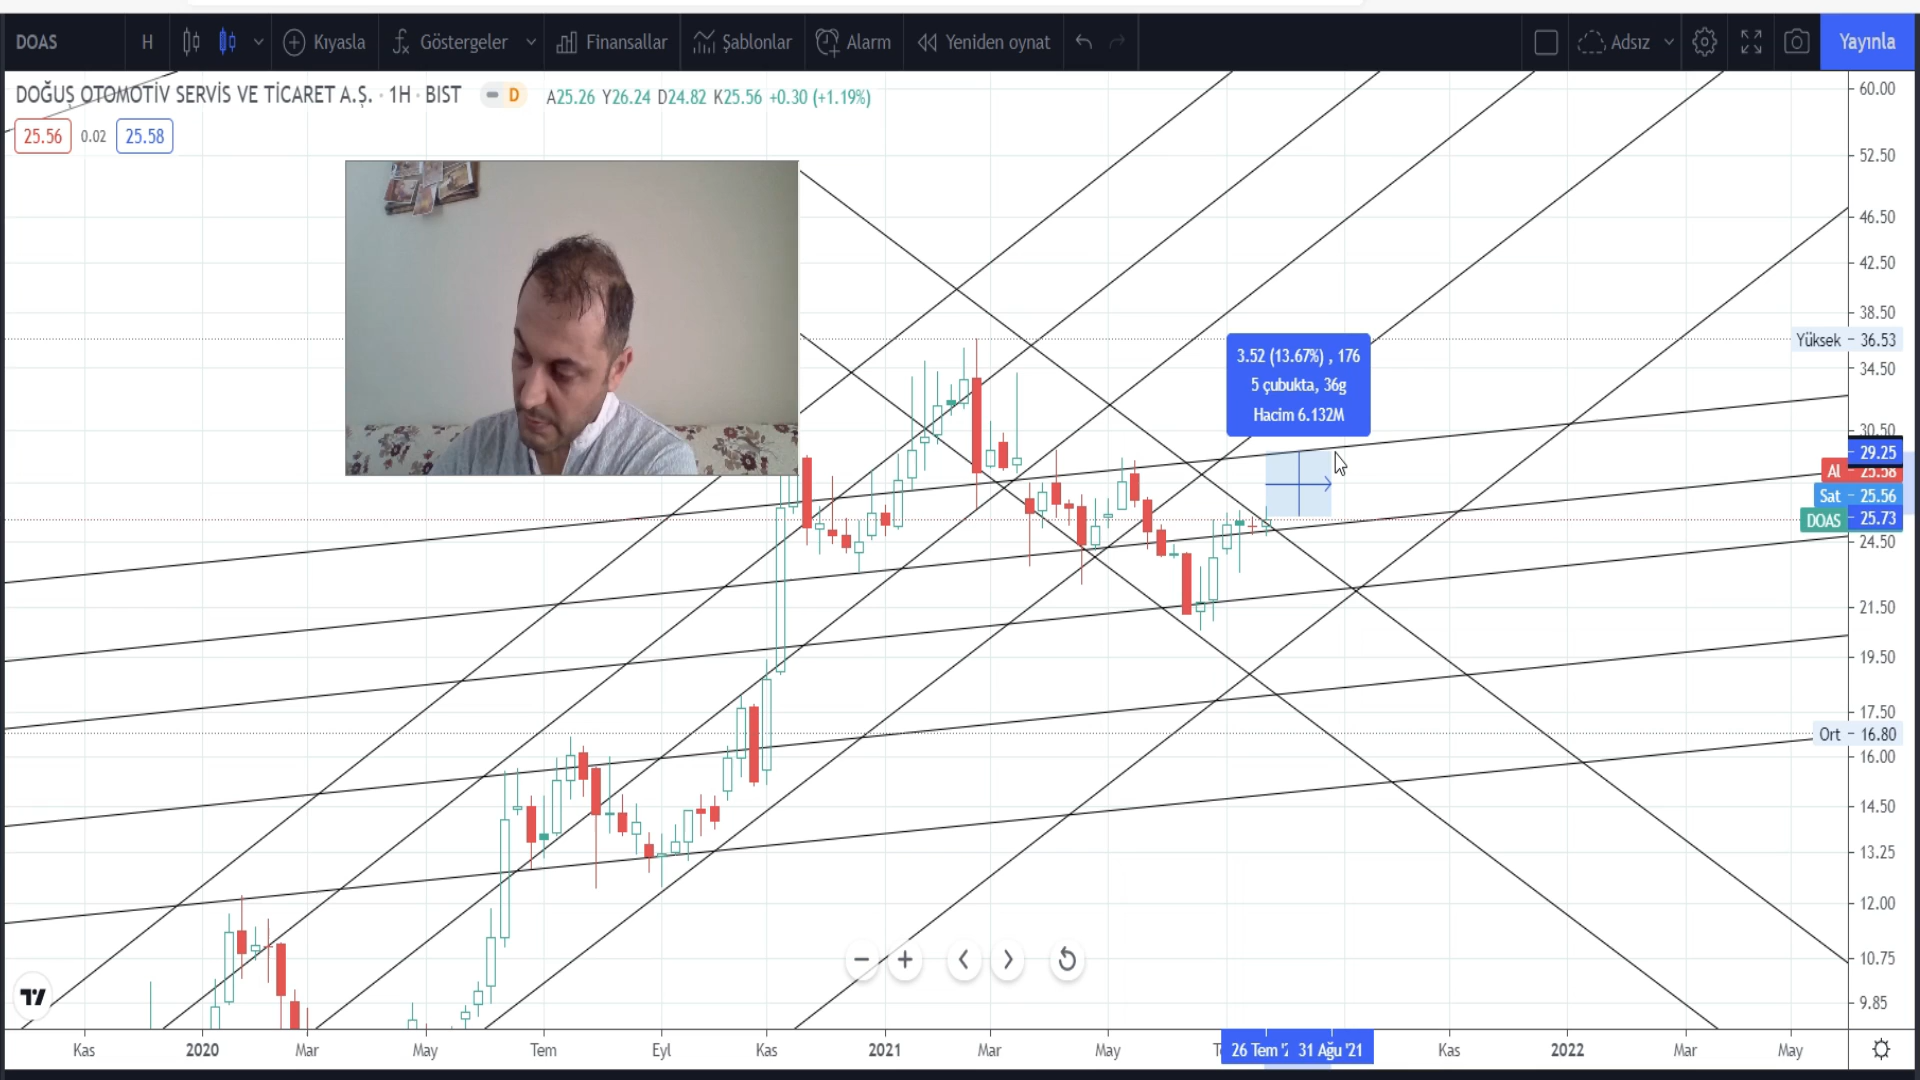 DOAS H Kıyasla Göstergeler Finansallar Şablonlar Alarm Yeniden oynat Adsız Yayınla
DOĞUŞ OTOMOTİV SERVİS VE TİCARET A.Ş. · 1H · BIST D A25.26 Y26.24 D24.82 K25.56 +0.30 (+1.19%)
25.56 0.02 25.58
3.52 (13.67%) , 176
5 çubukta, 36g
Hacim 6.132M
60.00
52.50
46.50
42.50
38.50
Yüksek 36.53
34.50
30.50
29.25
Al 25.58
Sat 25.56
DOAS 25.73
24.50
21.50
19.50
17.50
Ort 16.80
16.00
14.50
13.25
12.00
10.75
9.85
Kas 2020 Mar May Tem Eyl Kas 2021 Mar May 26 Tem '2 31 Ağu '21 Kas 2022 Mar May